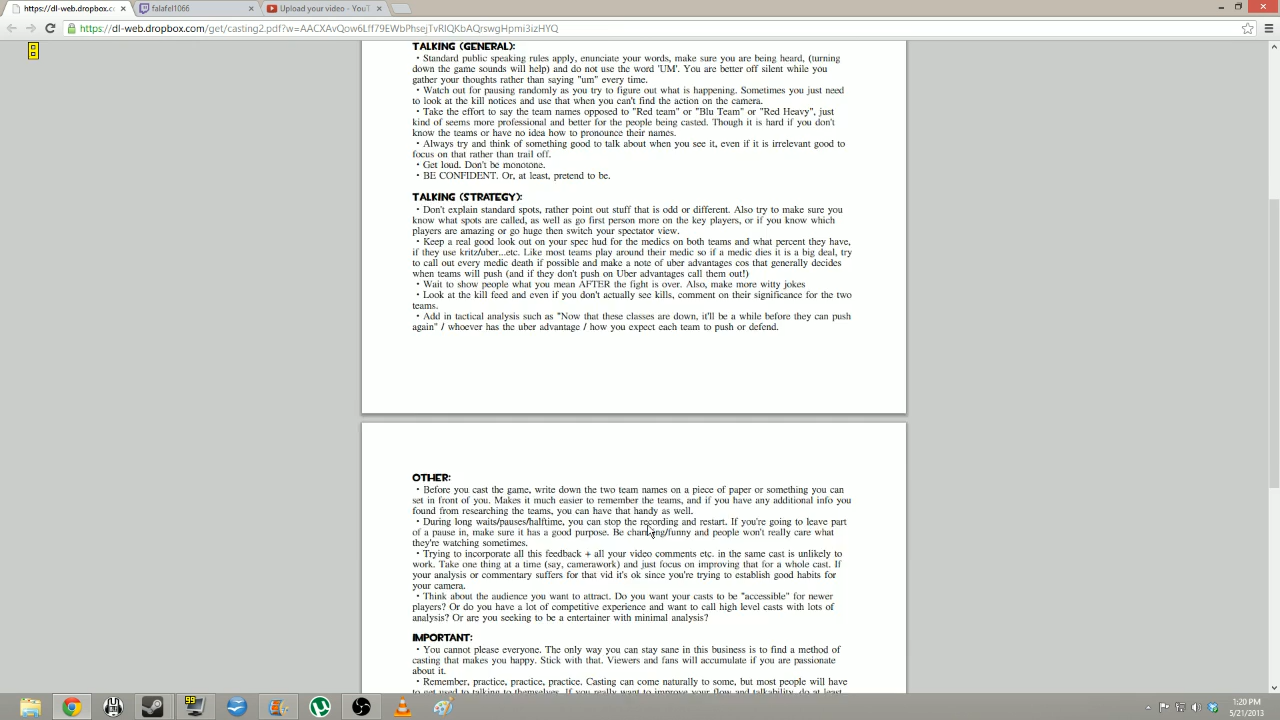 https://dl-web.dropbox.cc
falafel1066
Upload your video - YouT
https://dl-web.dropbox.com/get/casting2.pdf?w=AACXAvQow6Lff79EWbPhsejTvRIQKbAQrswgHpmi3izHYQ
TALKING (GENERAL):
• Standard public speaking rules apply, enunciate your words, make sure you are being heard, (turning
down the game sounds will help) and do not use the word 'UM'. You are better off silent while you
gather your thoughts rather than saying "um" every time.
• Watch out for pausing randomly as you try to figure out what is happening. Sometimes you just need
to look at the kill notices and use that when you can't find the action on the camera.
• Take the effort to say the team names opposed to "Red team" or "Blu Team" or "Red Heavy", just
kind of seems more professional and better for the people being casted. Though it is hard if you don't
know the teams or have no idea how to pronounce their names.
• Always try and think of something good to talk about when you see it, even if it is irrelevant good to
focus on that rather than trail off.
• Get loud. Don't be monotone.
• BE CONFIDENT. Or, at least, pretend to be.
TALKING (STRATEGY):
• Don't explain standard spots, rather point out stuff that is odd or different. Also try to make sure you
know what spots are called, as well as go first person more on the key players, or if you know which
players are amazing or go huge then switch your spectator view.
• Keep a real good look out on your spec hud for the medics on both teams and what percent they have,
if they use kritz/uber...etc. Like most teams play around their medic so if a medic dies it is a big deal, try
to call out every medic death if possible and make a note of uber advantages cos that generally decides
when teams will push (and if they don't push on Uber advantages call them out!)
• Wait to show people what you mean AFTER the fight is over. Also, make more witty jokes
• Look at the kill feed and even if you don't actually see kills, comment on their significance for the two
teams.
• Add in tactical analysis such as "Now that these classes are down, it'll be a while before they can push
again" / whoever has the uber advantage / how you expect each team to push or defend.
OTHER:
• Before you cast the game, write down the two team names on a piece of paper or something you can
set in front of you. Makes it much easier to remember the teams, and if you have any additional info you
found from researching the teams, you can have that handy as well.
• During long waits/pauses/halftime, you can stop the recording and restart. If you're going to leave part
of a pause in, make sure it has a good purpose. Be charming/funny and people won't really care what
they're watching sometimes.
• Trying to incorporate all this feedback + all your video comments etc. in the same cast is unlikely to
work. Take one thing at a time (say, camerawork) and just focus on improving that for a whole cast. If
your analysis or commentary suffers for that vid it's ok since you're trying to establish good habits for
your camera.
• Think about the audience you want to attract. Do you want your casts to be "accessible" for newer
players? Or do you have a lot of competitive experience and want to call high level casts with lots of
analysis? Or are you seeking to be a entertainer with minimal analysis?
IMPORTANT:
• You cannot please everyone. The only way you can stay sane in this business is to find a method of
casting that makes you happy. Stick with that. Viewers and fans will accumulate if you are passionate
about it.
• Remember, practice, practice, practice. Casting can come naturally to some, but most people will have
to get used to talking to themselves. If you really want to improve your flow and talkability, do at least
99
1:20 PM
5/21/2013